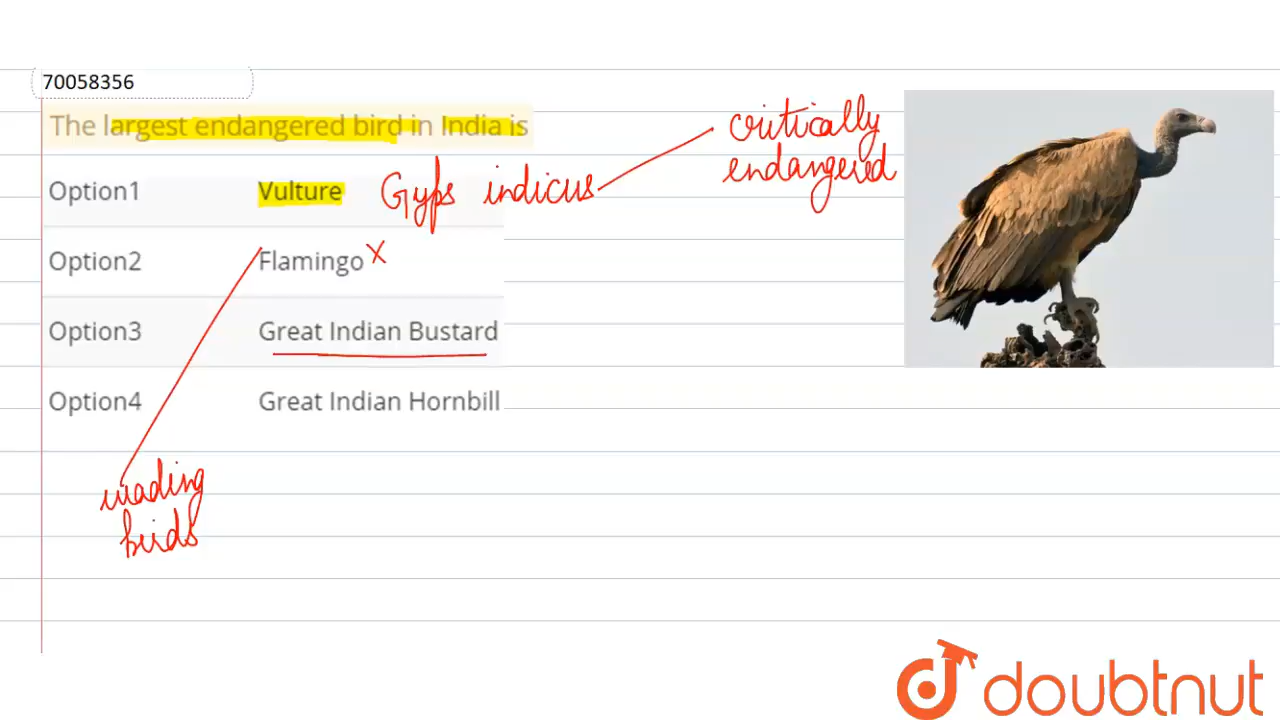 70058356
The largest endangered bird in India is
Option1 Vulture Gyps indicus
critically
endangered
Option2 Flamingo x
Option3 Great Indian Bustard
Option4 Great Indian Hornbill
wading
birds
doubtnut